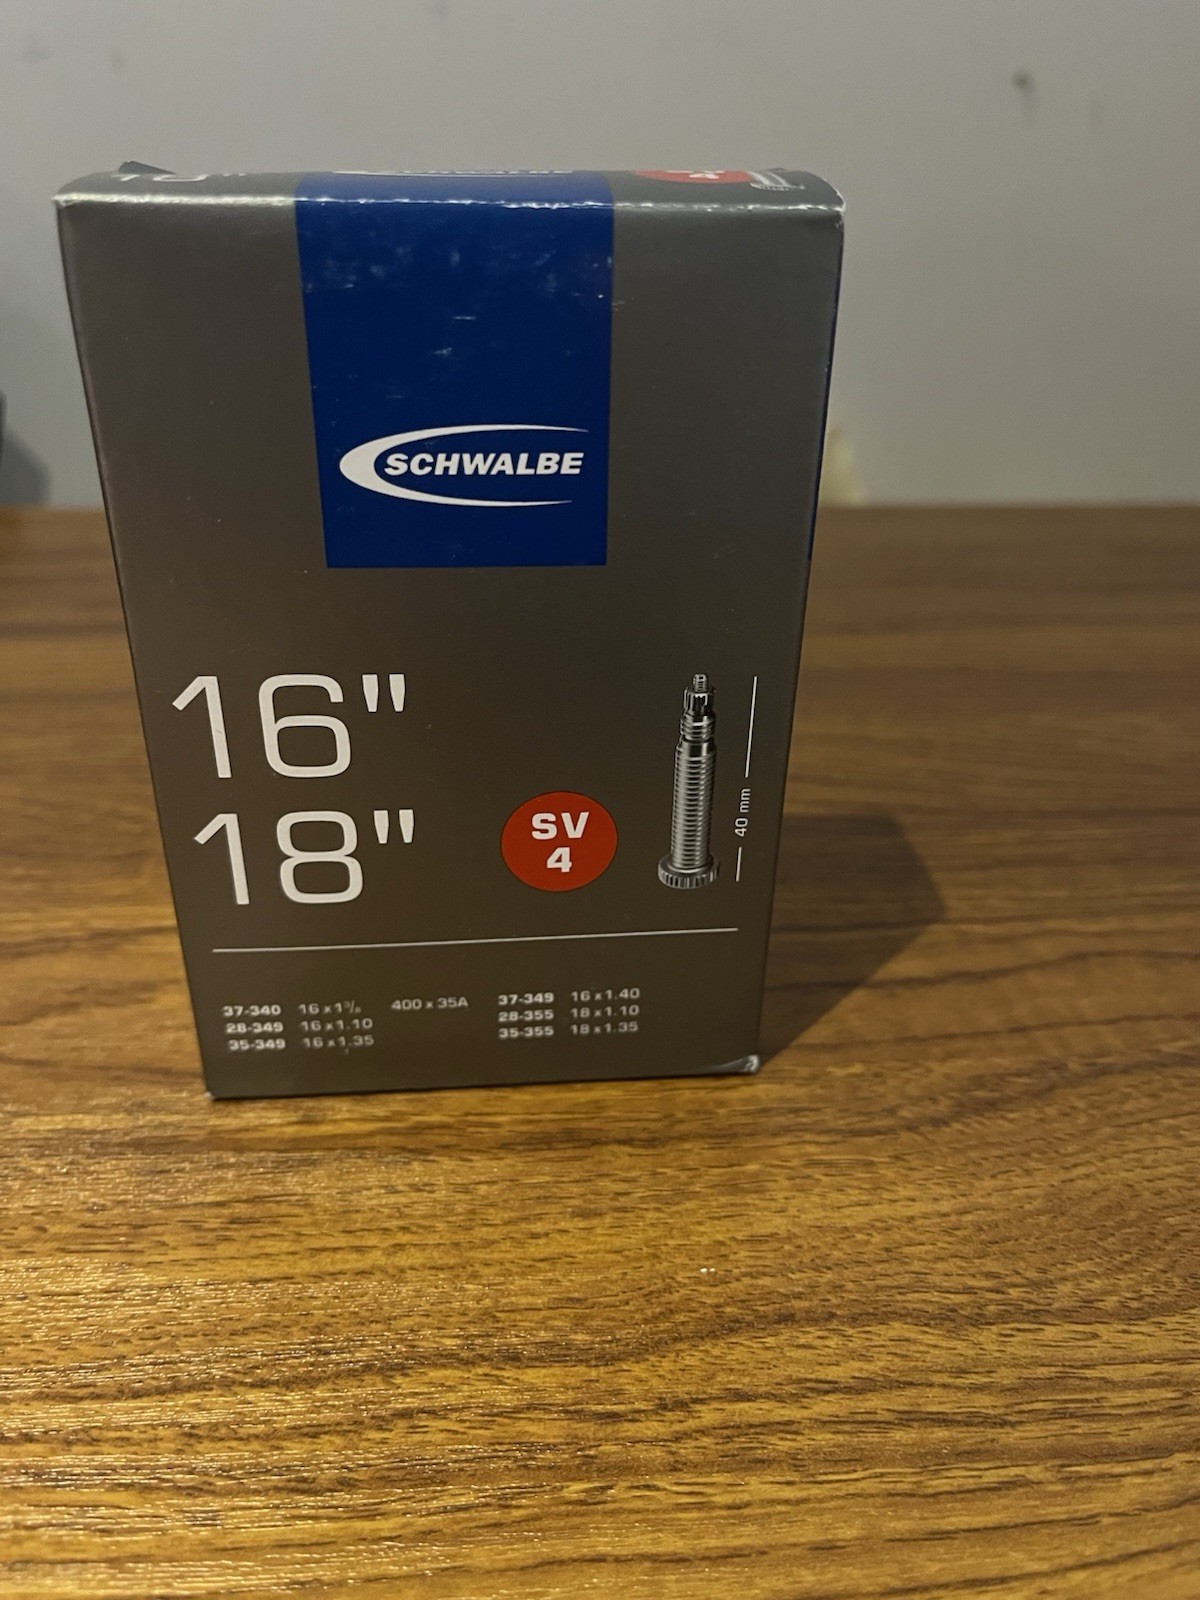 SCHWALBE
16"
18"
SV
4
40 mm
37-340 16 x 1 3/8 400 x 35A
28-349 16 x 1.10
35-349 16 x 1.35
37-349 16 x 1.40
28-355 18 x 1.10
35-355 18 x 1.35